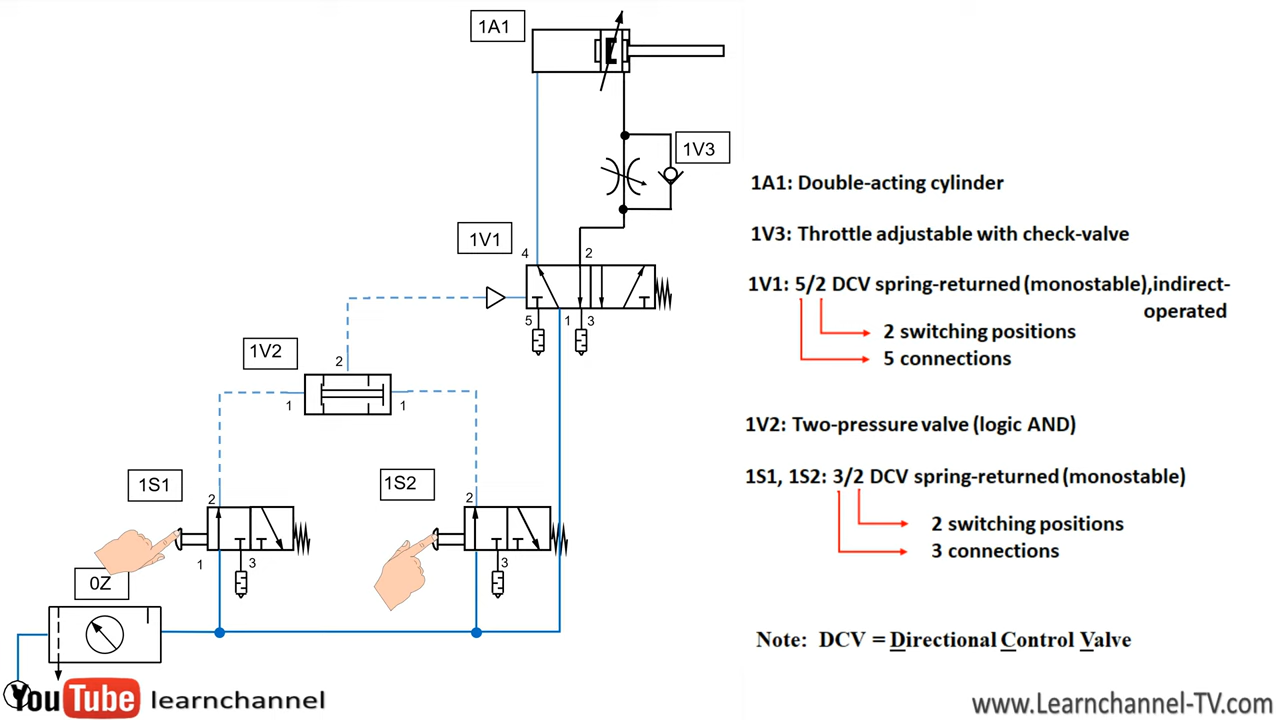 1A1
1V3
1A1: Double-acting cylinder
1V3: Throttle adjustable with check-valve
1V1
4
2
1V1: 5/2 DCV spring-returned (monostable),indirect-
operated
5
1
3
2 switching positions
5 connections
1V2
2
1
1
1V2: Two-pressure valve (logic AND)
1S1
1S2
1S1, 1S2: 3/2 DCV spring-returned (monostable)
2
2
2 switching positions
3 connections
1
3
3
0Z
Note: DCV = Directional Control Valve
YouTube learnchannel
www.Learnchannel-TV.com